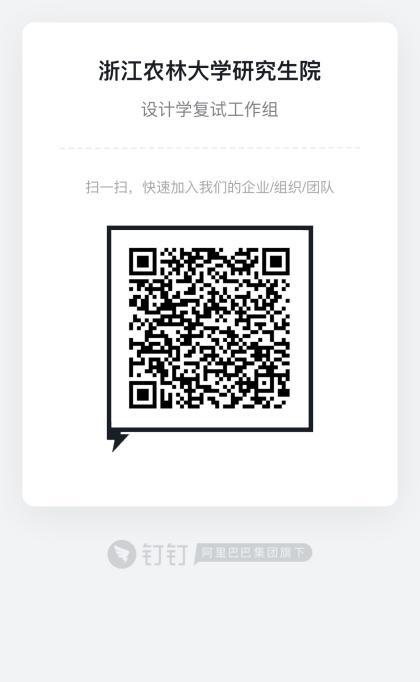 浙江农林大学研究生院
设计学复试工作组
扫一扫，快速加入我们的企业/组织/团队
钉钉 阿里巴巴集团旗下